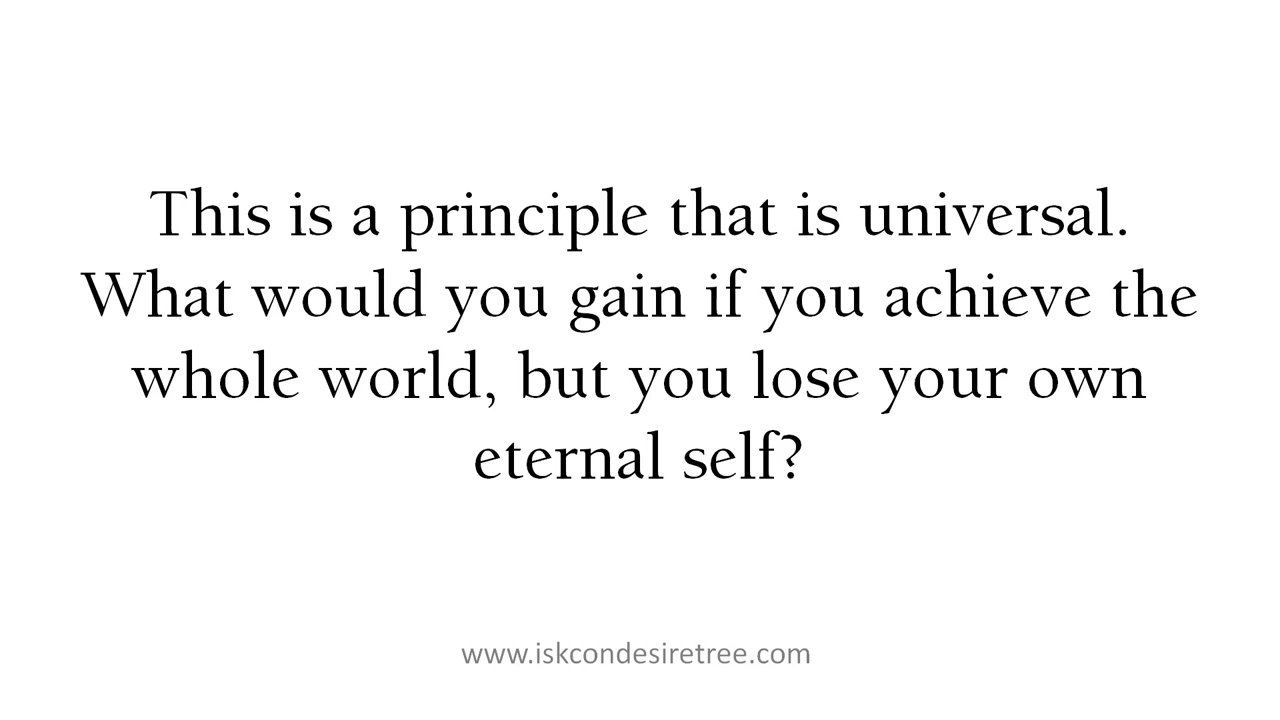 This is a principle that is universal.
What would you gain if you achieve the
whole world, but you lose your own
eternal self?
www.iskcondesiretree.com